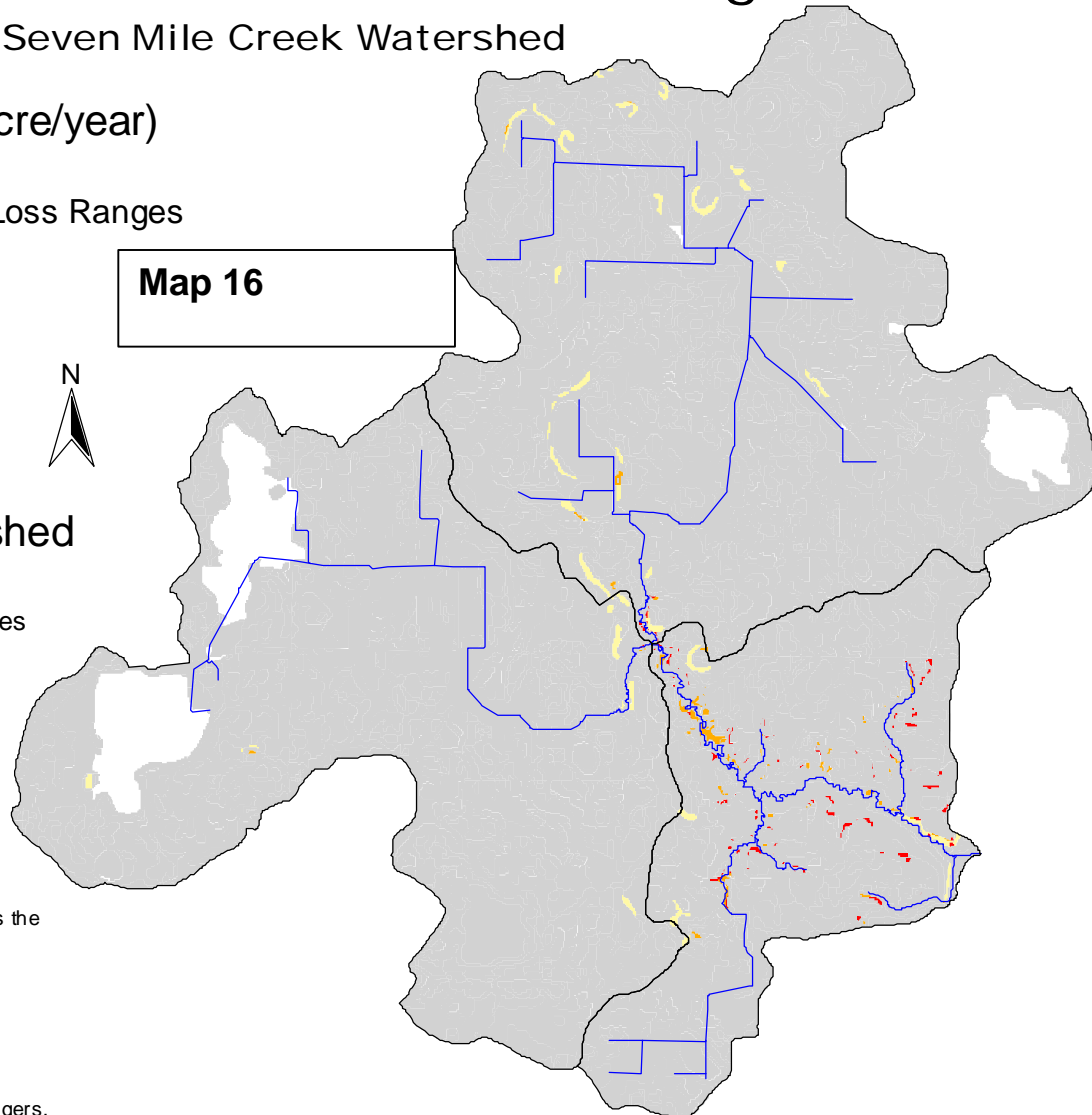 g
Seven Mile Creek Watershed
cre/year)
Loss Ranges
Map 16
N
shed
es
s the
gers.